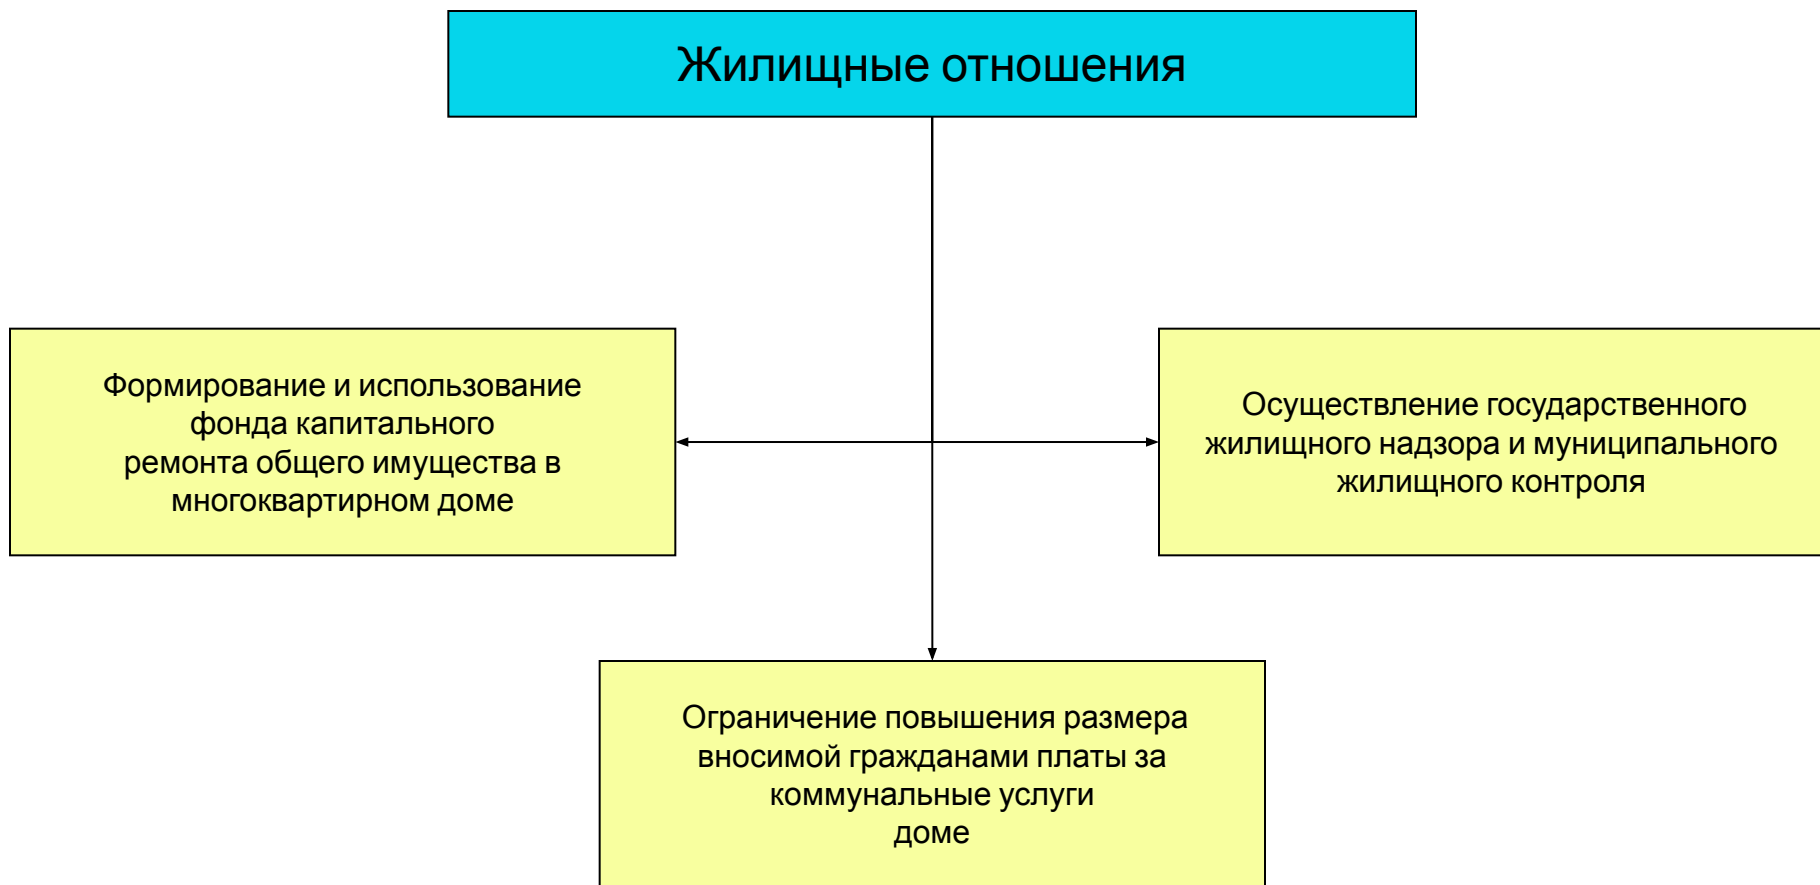 Жилищные отношения
Формирование и использование
фонда капитального
ремонта общего имущества в
многоквартирном доме
Осуществление государственного
жилищного надзора и муниципального
жилищного контроля
Ограничение повышения размера
вносимой гражданами платы за
коммунальные услуги
доме